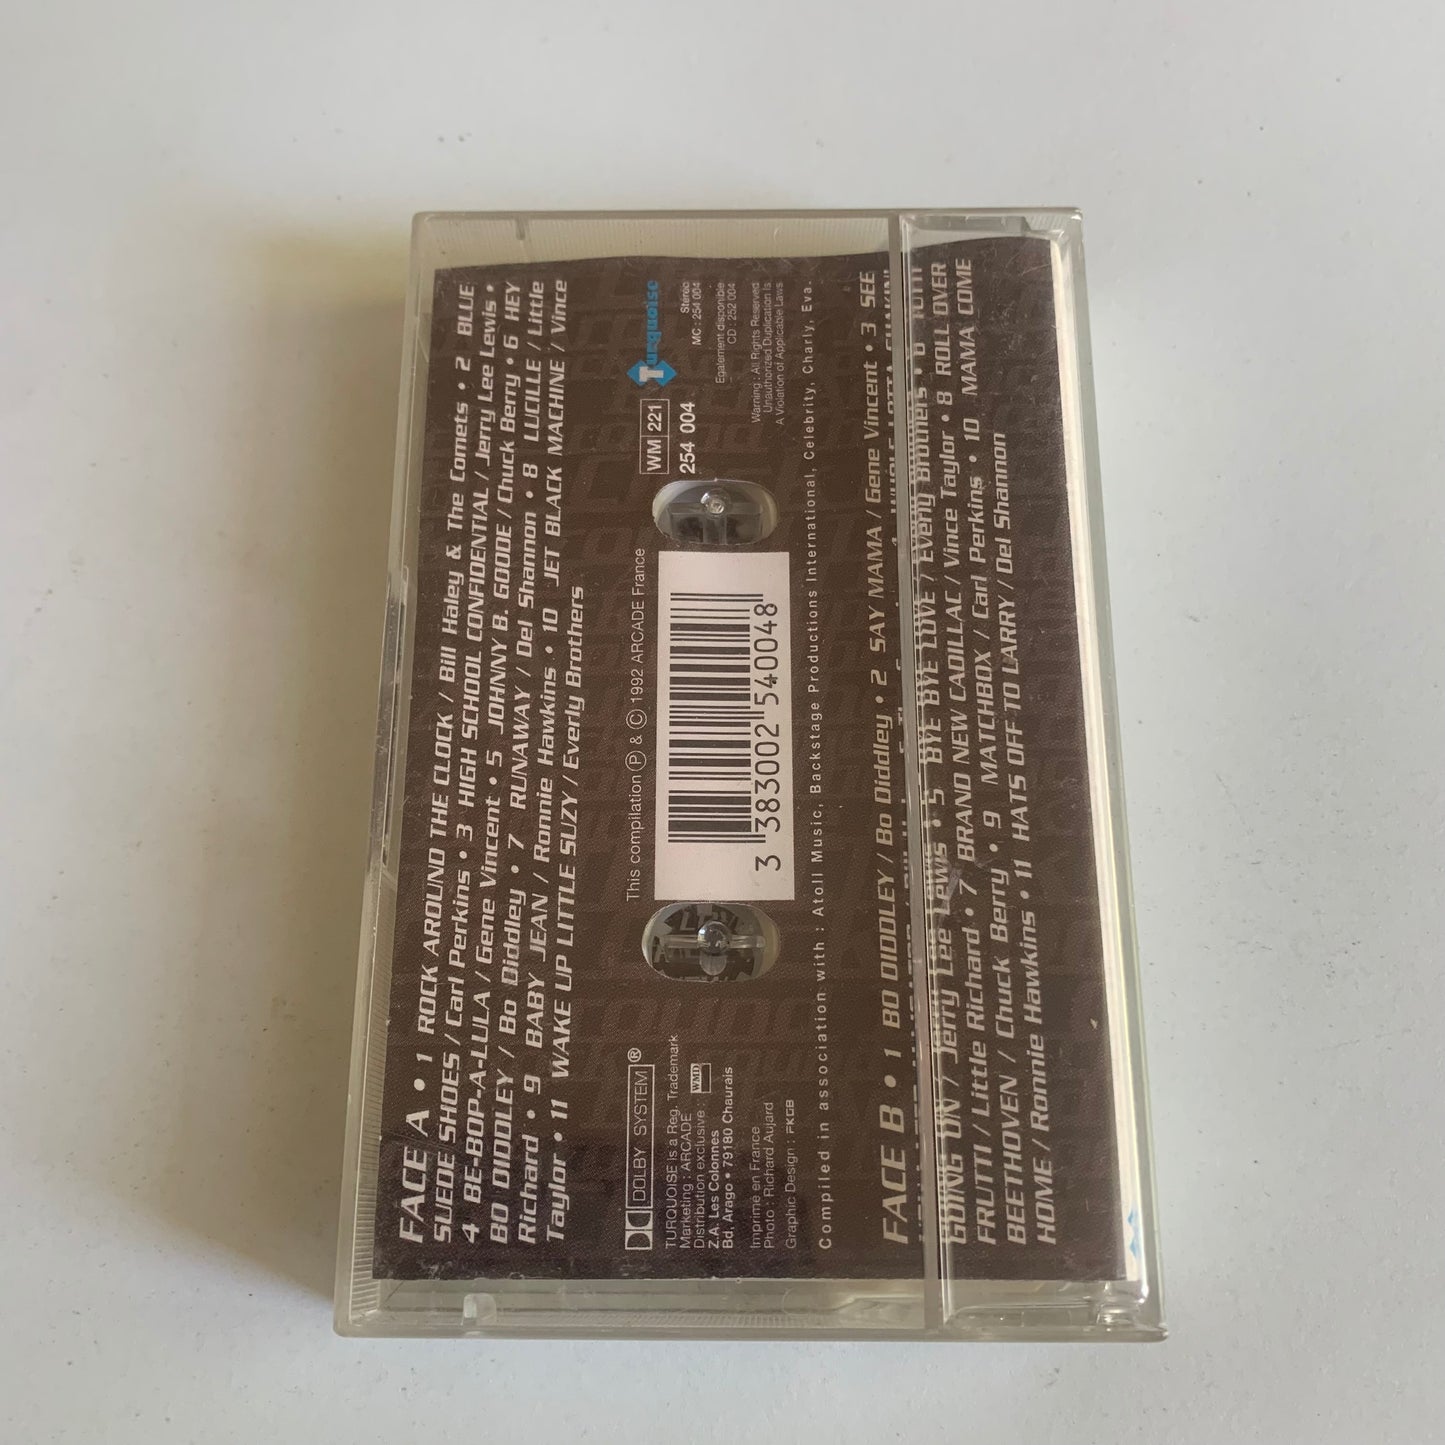 FACE A • 1 ROCK AROUND THE CLOCK / Bill Haley & The Comets • 2 BLUE
SUEDE SHOES / Carl Perkins • 3 HIGH SCHOOL CONFIDENTIAL / Jerry Lee Lewis •
4 BE-BOP-A-LULA / Gene Vincent • 5 JOHNNY B. GOODE / Chuck Berry • 6 HEY
BO DIDDLEY / Bo Diddley • 7 RUNAWAY / Del Shannon • 8 LUCILLE / Little
Richard • 9 BABY JEAN / Ronnie Hawkins • 10 JET BLACK MACHINE / Vince
Taylor • 11 WAKE UP LITTLE SUZY / Everly Brothers
DOLBY SYSTEM®
TURQUOISE is a Reg. Trademark
Marketing : ARCADE
Distribution exclusive : WMD
Z.A. Les Colonnes
Bd. Arago • 79180 Chaurais
Imprimé en France
Photo : Richard Aujard
Graphic Design : FKGB
This compilation Ⓟ & © 1992 ARCADE France
3 383002 540048
WM 221
254 004
Turquoise
Stereo
MC : 254 004
Egalement disponible
CD : 252 004
Warning : All Rights Reserved.
Unauthorized Duplication Is
A Violation of Applicable Laws
Compiled in association with : Atoll Music, Backstage Productions International, Celebrity, Charly, Eva.
FACE B • 1 BO DIDDLEY / Bo Diddley • 2 SAY MAMA / Gene Vincent • 3 SEE
GOING ON / Jerry Lee Lewis • 5 BYE BYE LOVE / Everly Brothers • 6 TUTTI
FRUTTI / Little Richard • 7 BRAND NEW CADILLAC / Vince Taylor • 8 ROLL OVER
BEETHOVEN / Chuck Berry • 9 MATCHBOX / Carl Perkins • 10 MAMA COME
HOME / Ronnie Hawkins • 11 HATS OFF TO LARRY / Del Shannon